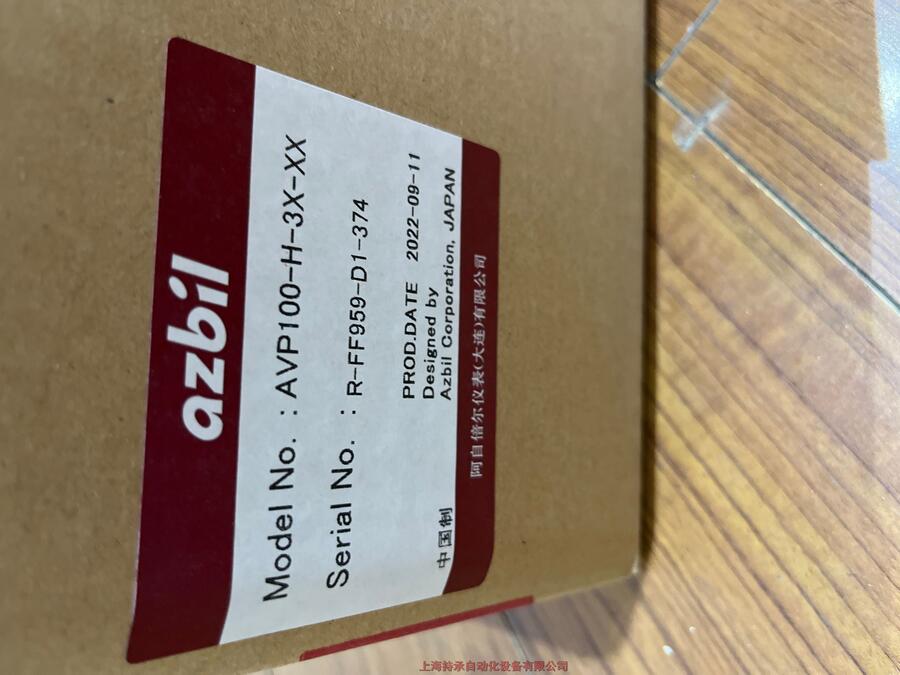 azbil
Model No. : AVP100-H-3X-XX
Serial No. : R-FF959-D1-374
PROD.DATE 2022-09-11
Designed by
中国制 Azbil Corporation, JAPAN
阿自倍尔仪表(大连)有限公司
上海持承自动化设备有限公司